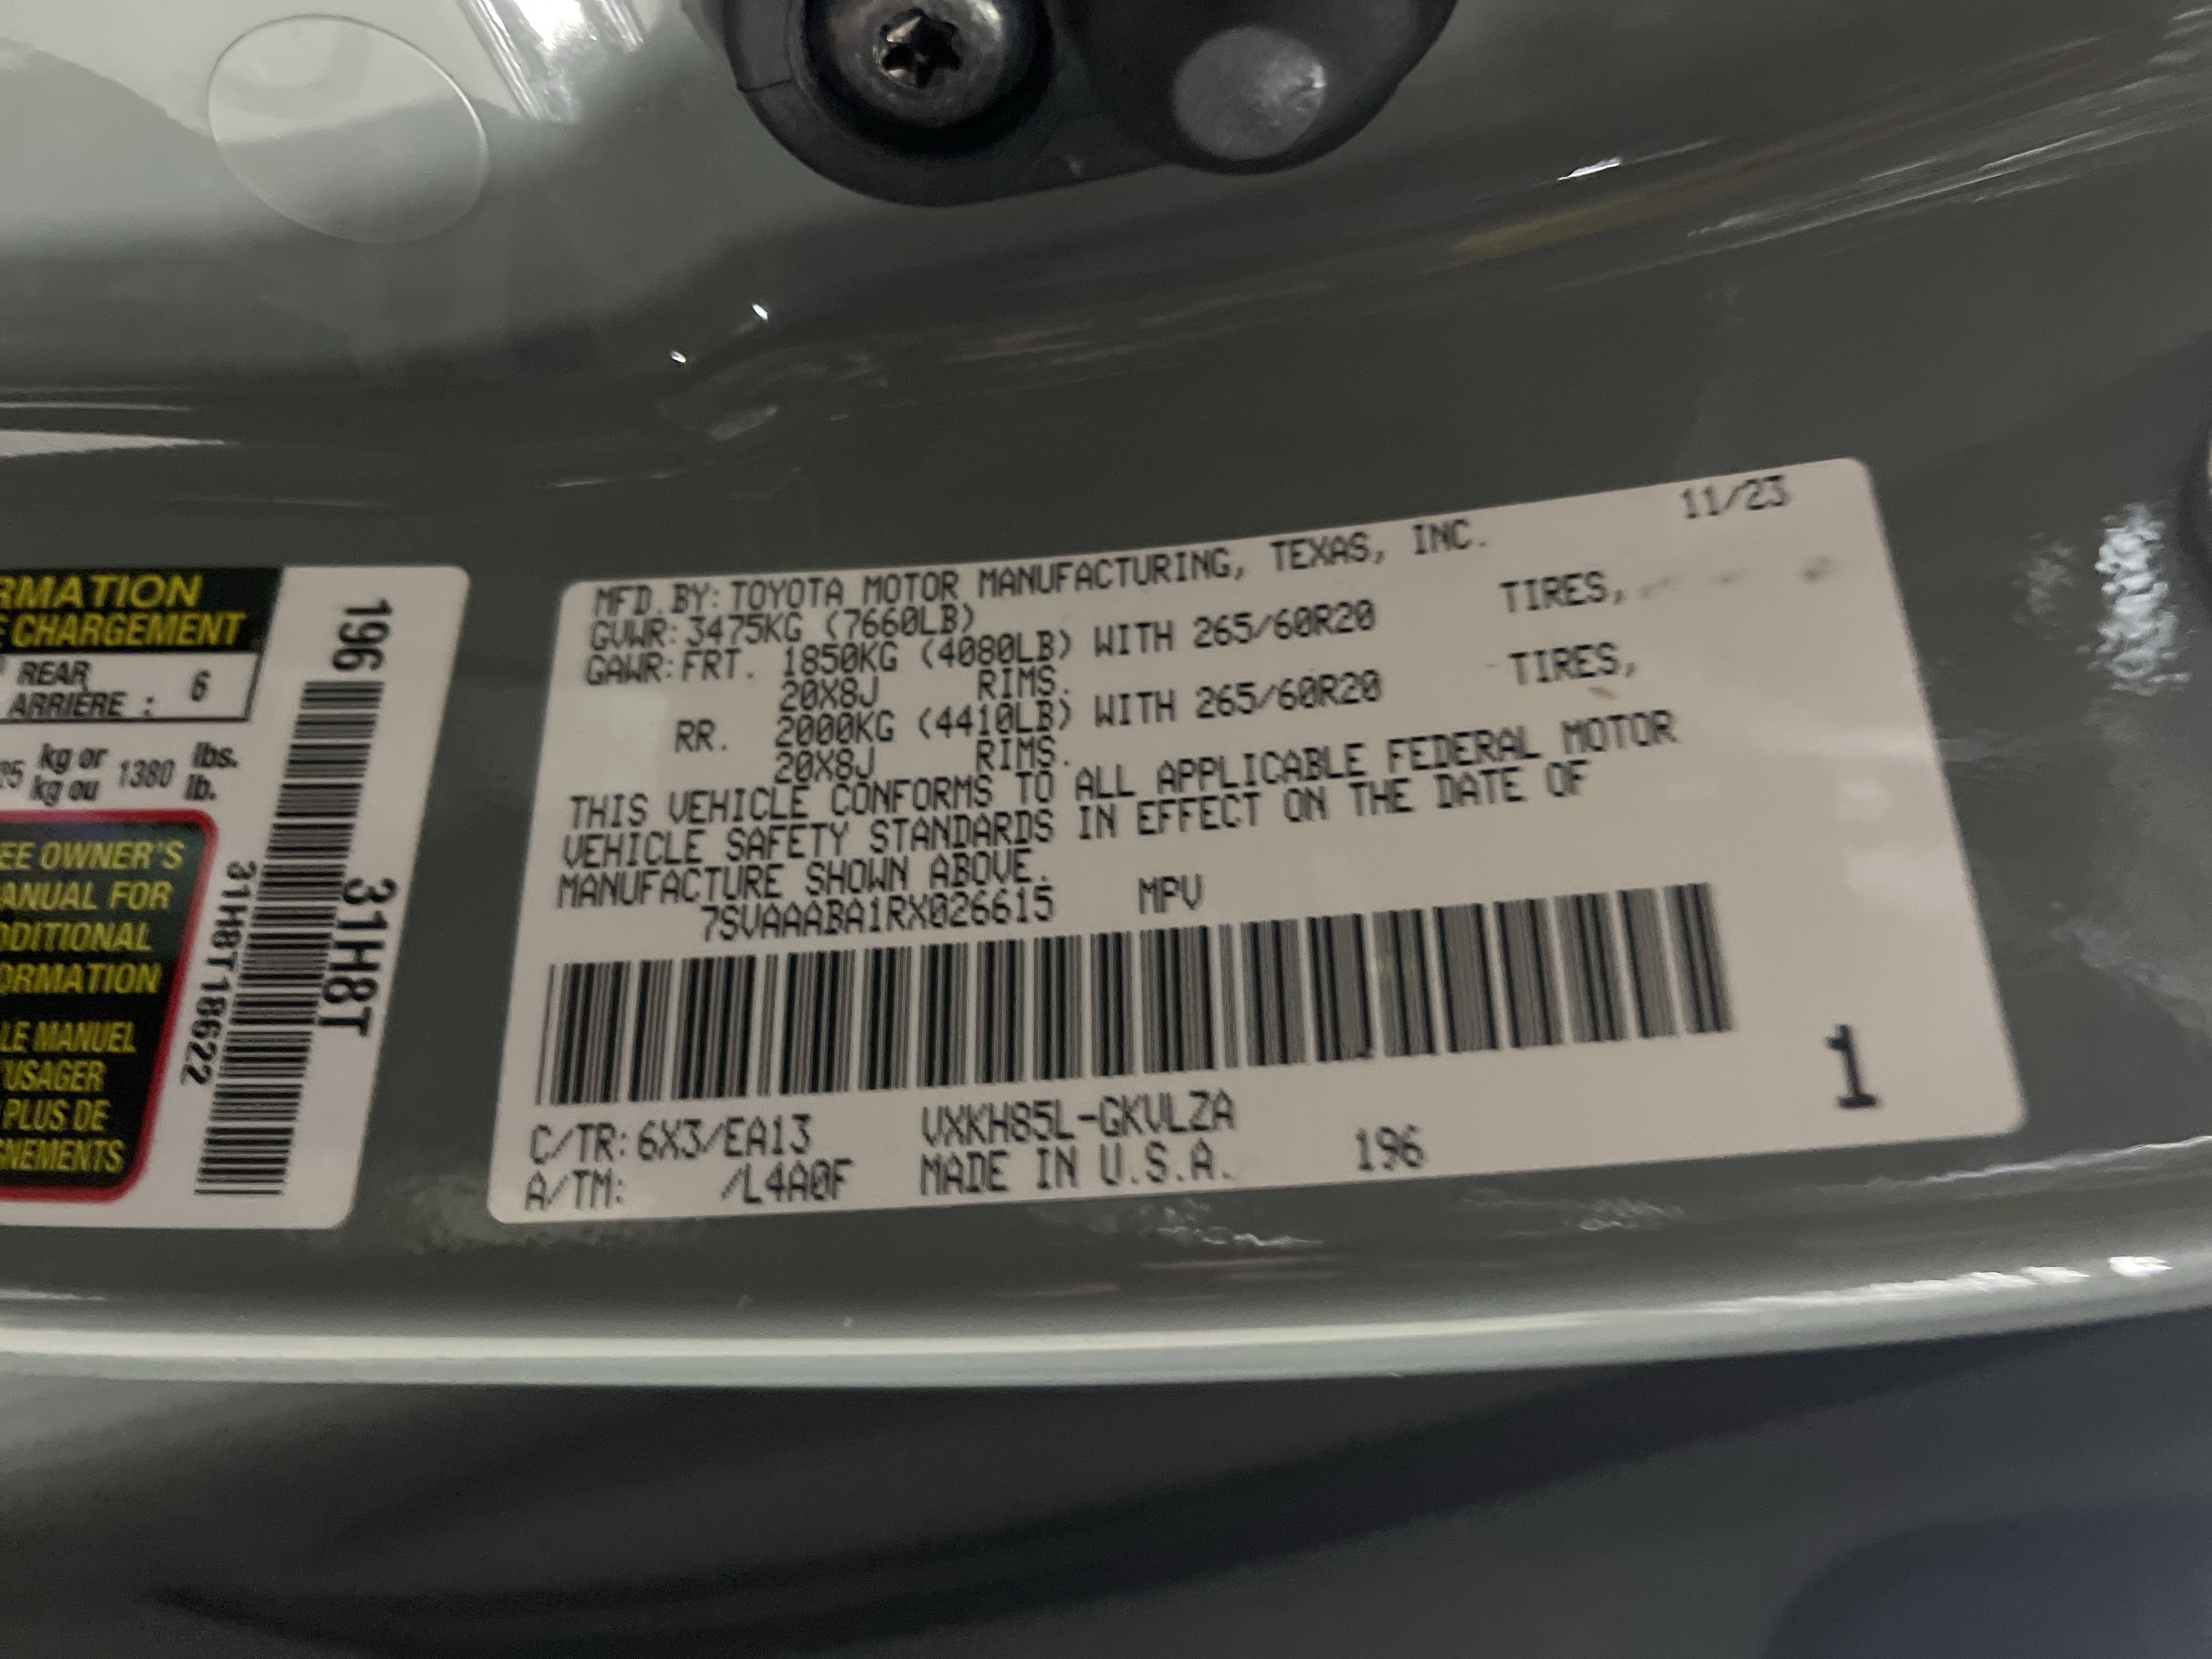 RMATION
E CHARGEMENT
REAR
ARRIÈRE : 6
kg or 1380 lbs.
kg ou lb.
EE OWNER'S
ANUAL FOR
DDITIONAL
ORMATION
LE MANUEL
'USAGER
PLUS DE
GNEMENTS
196
31H8T
31H8T18622
11/23
MFD. BY: TOYOTA MOTOR MANUFACTURING, TEXAS, INC.
GVWR: 3475KG (7660LB)
GAWR: FRT. 1850KG (4080LB) WITH 265/60R20 TIRES,
20X8J RIMS.
RR. 2000KG (4410LB) WITH 265/60R20 TIRES,
20X8J RIMS.
THIS VEHICLE CONFORMS TO ALL APPLICABLE FEDERAL MOTOR
VEHICLE SAFETY STANDARDS IN EFFECT ON THE DATE OF
MANUFACTURE SHOWN ABOVE.
7SVAAABA1RX026615 MPV
C/TR: 6X3/EA13 VXKH85L-GKVLZA
A/TM: /L4A0F MADE IN U.S.A. 196
1